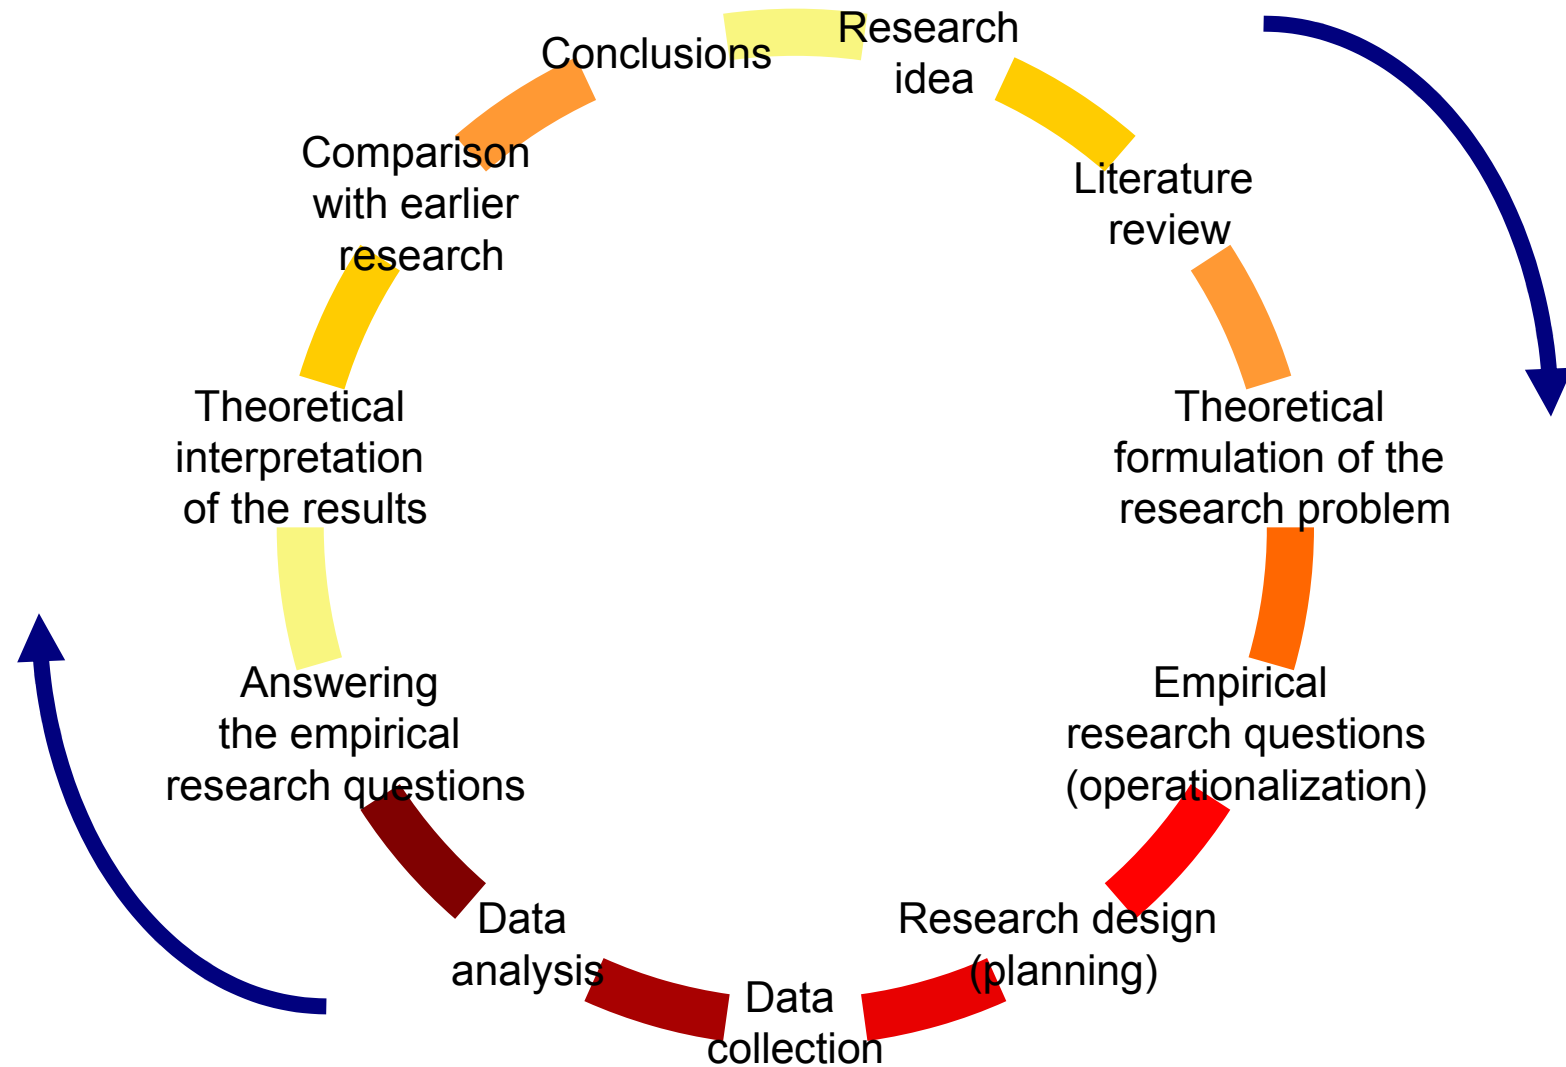 Research
idea
Literature
review
Theoretical
formulation of the
research problem
Empirical
research questions
(operationalization)
Research design
(planning)
Data
collection
Data
analysis
Answering
the empirical
research questions
Theoretical
interpretation
of the results
Comparison
with earlier
research
Conclusions